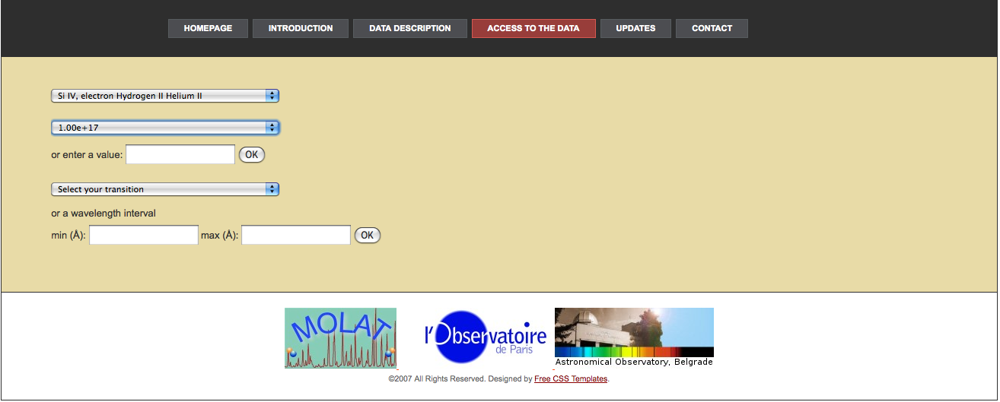 HOMEPAGE INTRODUCTION DATA DESCRIPTION ACCESS TO THE DATA UPDATES CONTACT
Si IV, electron Hydrogen II Helium II
1.00e+17
or enter a value: OK
Select your transition
or a wavelength interval
min (Å): max (Å): OK
MOLAT
l'Observatoire
de Paris
Astronomical Observatory, Belgrade
©2007 All Rights Reserved. Designed by Free CSS Templates.